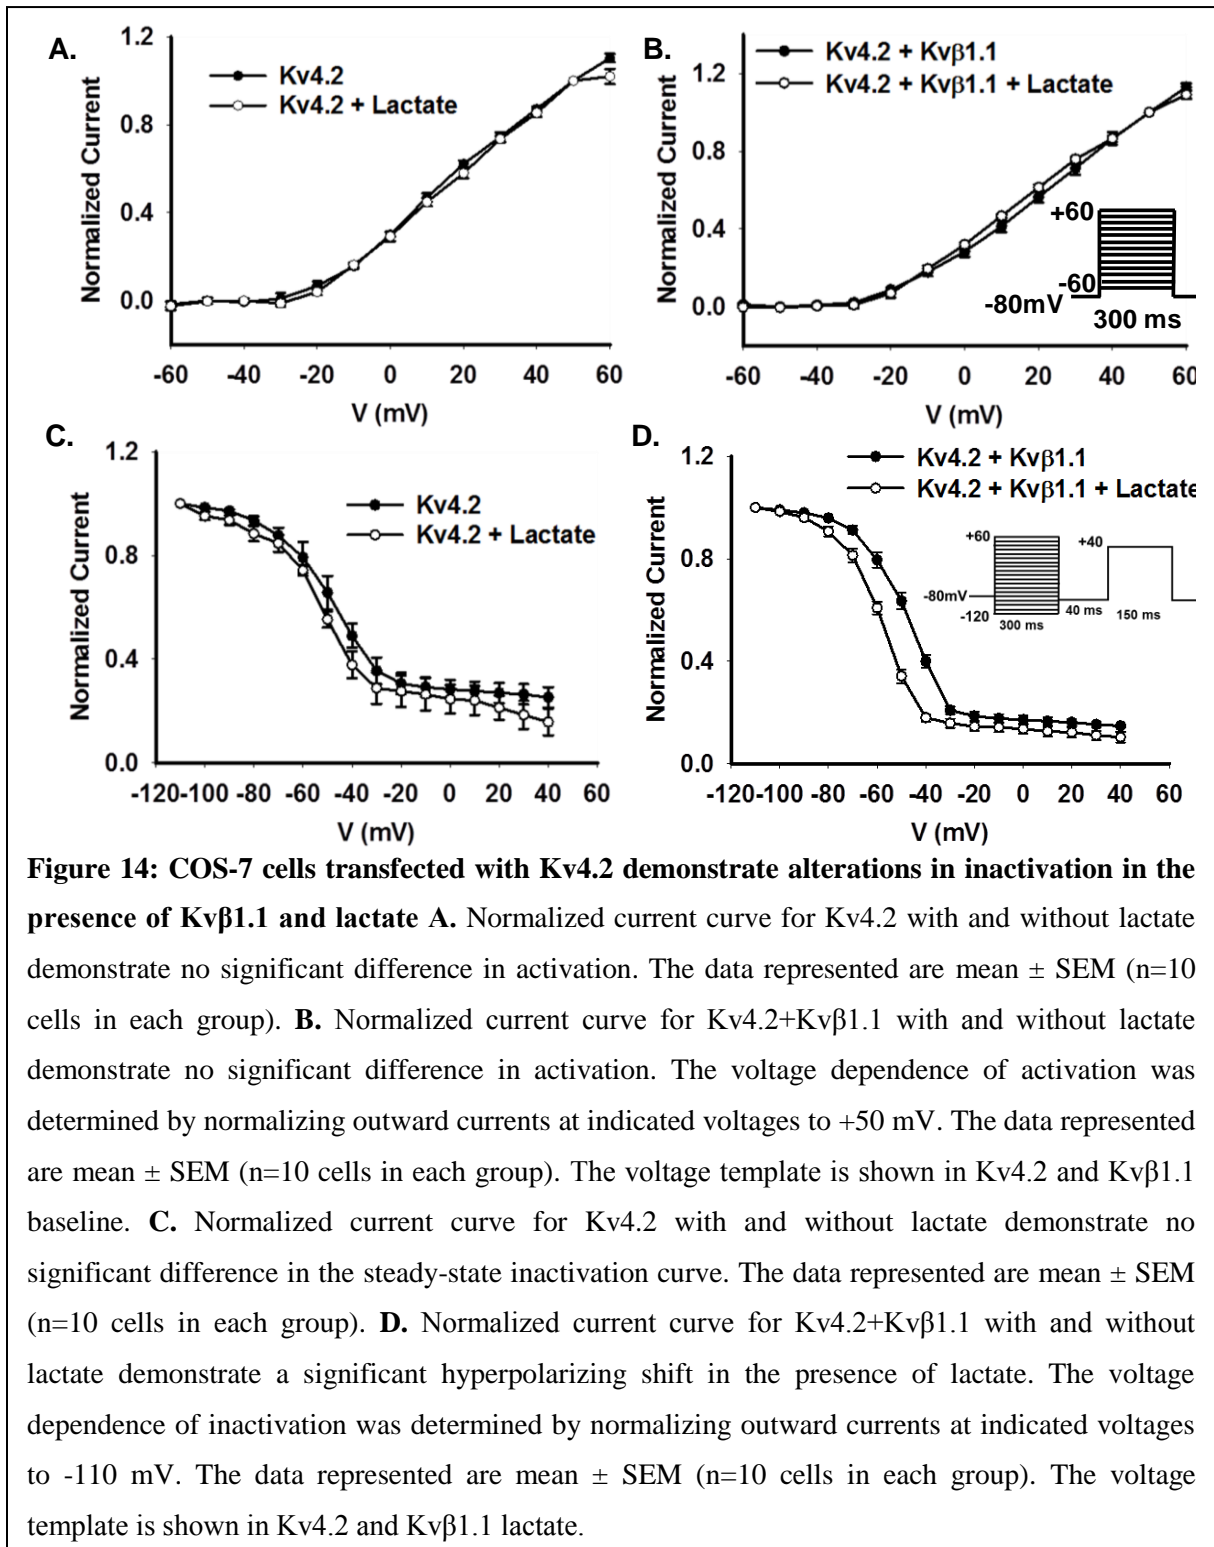 A.
1.2
0.8
0.4
0.0
Normalized Current
Kv4.2
Kv4.2 + Lactate
-60 -40 -20 0 20 40 60
V (mV)
B.
1.2
0.8
0.4
0.0
Normalized Current
Kv4.2 + Kvβ1.1
Kv4.2 + Kvβ1.1 + Lactate
+60
-60
-80mV
300 ms
-60 -40 -20 0 20 40 60
V (mV)
C.
1.2
0.8
0.4
0.0
Normalized Current
Kv4.2
Kv4.2 + Lactate
-120-100 -80 -60 -40 -20 0 20 40 60
V (mV)
D.
1.2
0.8
0.4
0.0
Normalized Current
Kv4.2 + Kvβ1.1
Kv4.2 + Kvβ1.1 + Lactate
+60
+40
-80mV
-120
300 ms
40 ms
150 ms
-120-100 -80 -60 -40 -20 0 20 40 60
V (mV)
Figure 14: COS-7 cells transfected with Kv4.2 demonstrate alterations in inactivation in the
presence of Kvβ1.1 and lactate A. Normalized current curve for Kv4.2 with and without lactate
demonstrate no significant difference in activation. The data represented are mean ± SEM (n=10
cells in each group). B. Normalized current curve for Kv4.2+Kvβ1.1 with and without lactate
demonstrate no significant difference in activation. The voltage dependence of activation was
determined by normalizing outward currents at indicated voltages to +50 mV. The data represented
are mean ± SEM (n=10 cells in each group). The voltage template is shown in Kv4.2 and Kvβ1.1
baseline. C. Normalized current curve for Kv4.2 with and without lactate demonstrate no
significant difference in the steady-state inactivation curve. The data represented are mean ± SEM
(n=10 cells in each group). D. Normalized current curve for Kv4.2+Kvβ1.1 with and without
lactate demonstrate a significant hyperpolarizing shift in the presence of lactate. The voltage
dependence of inactivation was determined by normalizing outward currents at indicated voltages
to -110 mV. The data represented are mean ± SEM (n=10 cells in each group). The voltage
template is shown in Kv4.2 and Kvβ1.1 lactate.